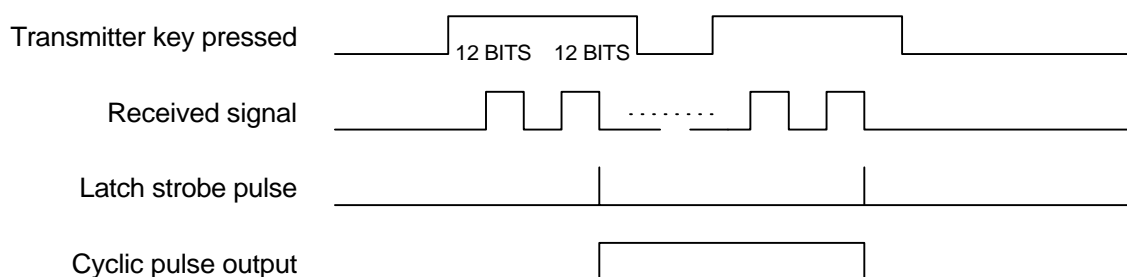 Transmitter key pressed
12 BITS 12 BITS
Received signal
Latch strobe pulse
Cyclic pulse output